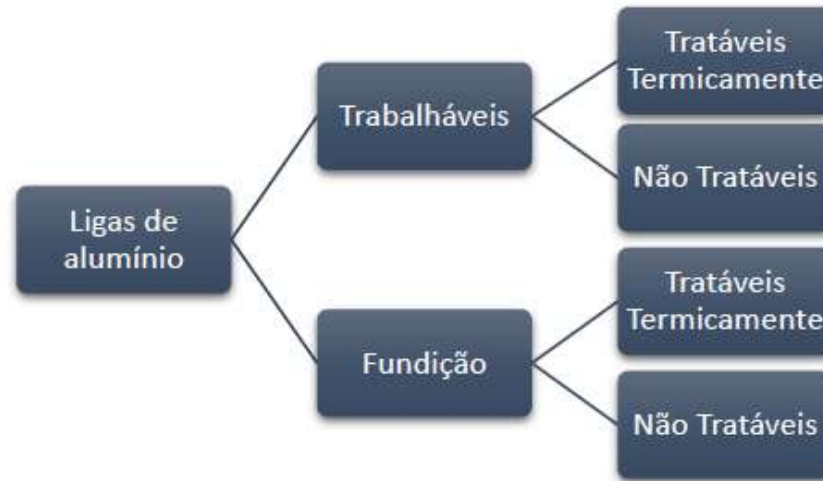 Ligas de
alumínio
Trabalháveis
Tratáveis
Termicamente
Não Tratáveis
Fundição
Tratáveis
Termicamente
Não Tratáveis